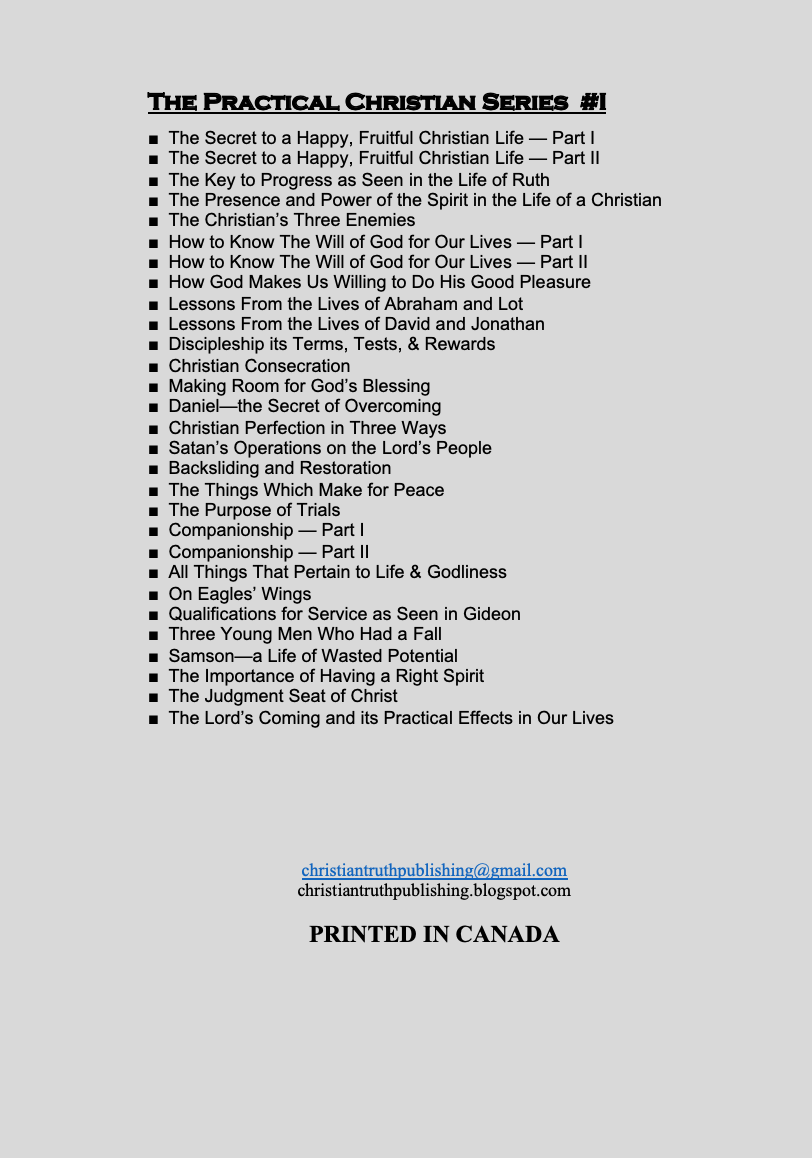 The Practical Christian Series #I
■ The Secret to a Happy, Fruitful Christian Life — Part I
■ The Secret to a Happy, Fruitful Christian Life — Part II
■ The Key to Progress as Seen in the Life of Ruth
■ The Presence and Power of the Spirit in the Life of a Christian
■ The Christian’s Three Enemies
■ How to Know The Will of God for Our Lives — Part I
■ How to Know The Will of God for Our Lives — Part II
■ How God Makes Us Willing to Do His Good Pleasure
■ Lessons From the Lives of Abraham and Lot
■ Lessons From the Lives of David and Jonathan
■ Discipleship its Terms, Tests, & Rewards
■ Christian Consecration
■ Making Room for God’s Blessing
■ Daniel—the Secret of Overcoming
■ Christian Perfection in Three Ways
■ Satan’s Operations on the Lord’s People
■ Backsliding and Restoration
■ The Things Which Make for Peace
■ The Purpose of Trials
■ Companionship — Part I
■ Companionship — Part II
■ All Things That Pertain to Life & Godliness
■ On Eagles’ Wings
■ Qualifications for Service as Seen in Gideon
■ Three Young Men Who Had a Fall
■ Samson—a Life of Wasted Potential
■ The Importance of Having a Right Spirit
■ The Judgment Seat of Christ
■ The Lord’s Coming and its Practical Effects in Our Lives
christiantruthpublishing@gmail.com
christiantruthpublishing.blogspot.com
PRINTED IN CANADA